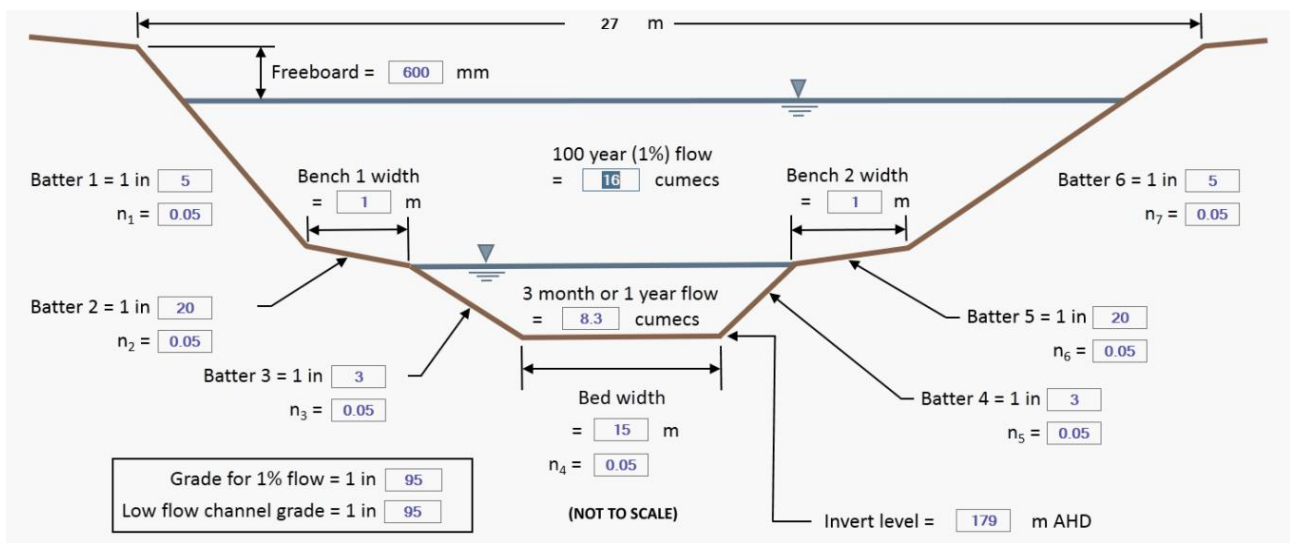 27 m
Freeboard = 600 mm
100 year (1%) flow
= 16 cumecs
Batter 1 = 1 in 5
n1 = 0.05
Bench 1 width
= 1 m
Bench 2 width
= 1 m
Batter 6 = 1 in 5
n7 = 0.05
3 month or 1 year flow
= 8.3 cumecs
Batter 2 = 1 in 20
n2 = 0.05
Batter 5 = 1 in 20
n6 = 0.05
Batter 3 = 1 in 3
n3 = 0.05
Bed width
= 15 m
n4 = 0.05
Batter 4 = 1 in 3
n5 = 0.05
Grade for 1% flow = 1 in 95
Low flow channel grade = 1 in 95
(NOT TO SCALE)
Invert level = 179 m AHD